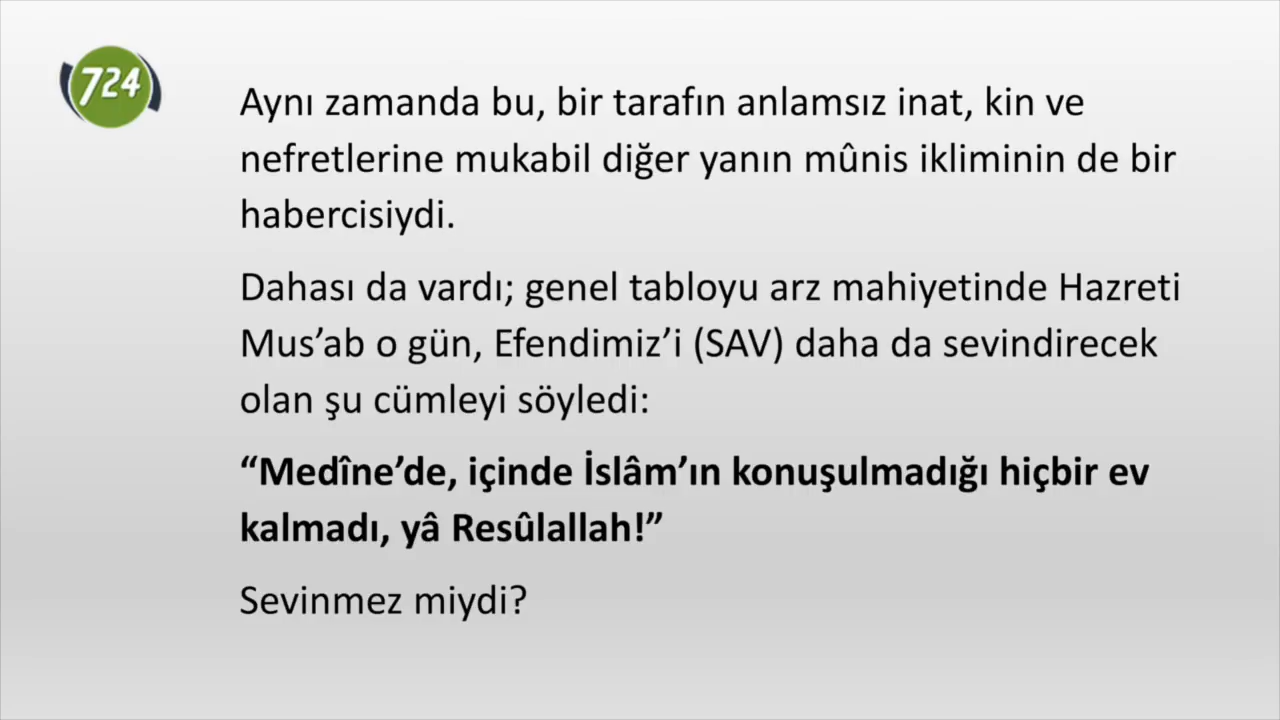 724
Aynı zamanda bu, bir tarafın anlamsız inat, kin ve
nefretlerine mukabil diğer yanın mûnis ikliminin de bir
habercisiydi.
Dahası da vardı; genel tabloyu arz mahiyetinde Hazreti
Mus’ab o gün, Efendimiz’i (SAV) daha da sevindirecek
olan şu cümleyi söyledi:
“Medîne’de, içinde İslâm’ın konuşulmadığı hiçbir ev
kalmadı, yâ Resûlallah!”
Sevinmez miydi?